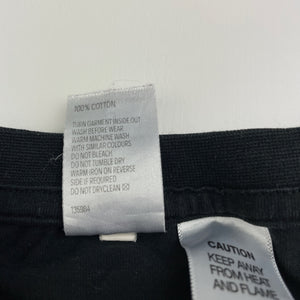 100% COTTON
TURN GARMENT INSIDE OUT
WASH BEFORE WEAR
WARM MACHINE WASH
WITH SIMILAR COLOURS
DO NOT BLEACH
DO NOT TUMBLE DRY
WARM IRON ON REVERSE
SIDE AS REQUIRED
DO NOT DRYCLEAN
CAUTION
KEEP AWAY
FROM HEAT
AND FLAME